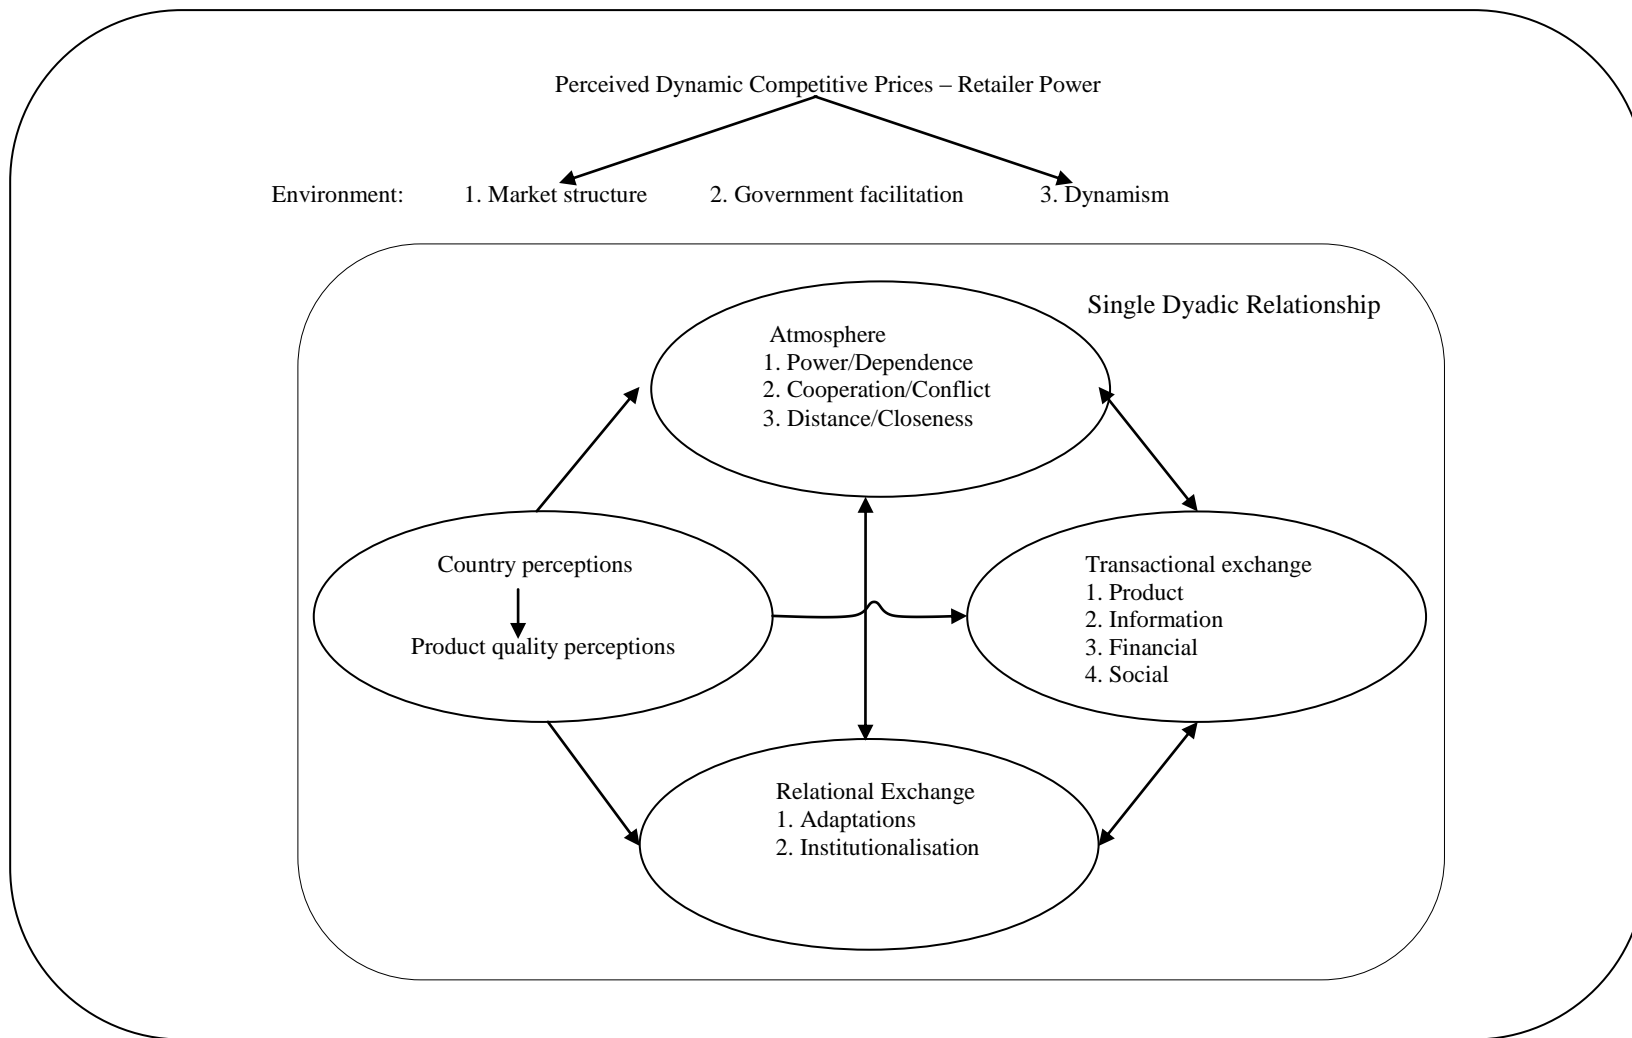 Perceived Dynamic Competitive Prices – Retailer Power
Environment: 1. Market structure 2. Government facilitation 3. Dynamism
Single Dyadic Relationship
Atmosphere
1. Power/Dependence
2. Cooperation/Conflict
3. Distance/Closeness
Country perceptions
Product quality perceptions
Transactional exchange
1. Product
2. Information
3. Financial
4. Social
Relational Exchange
1. Adaptations
2. Institutionalisation